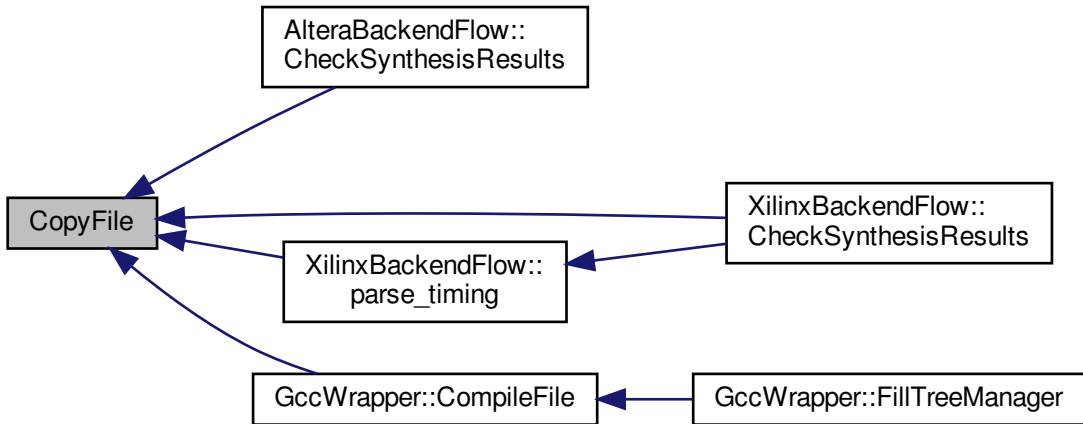 AlteraBackendFlow::
CheckSynthesisResults
CopyFile
XilinxBackendFlow::
CheckSynthesisResults
XilinxBackendFlow::
parse_timing
GccWrapper::CompileFile
GccWrapper::FillTreeManager